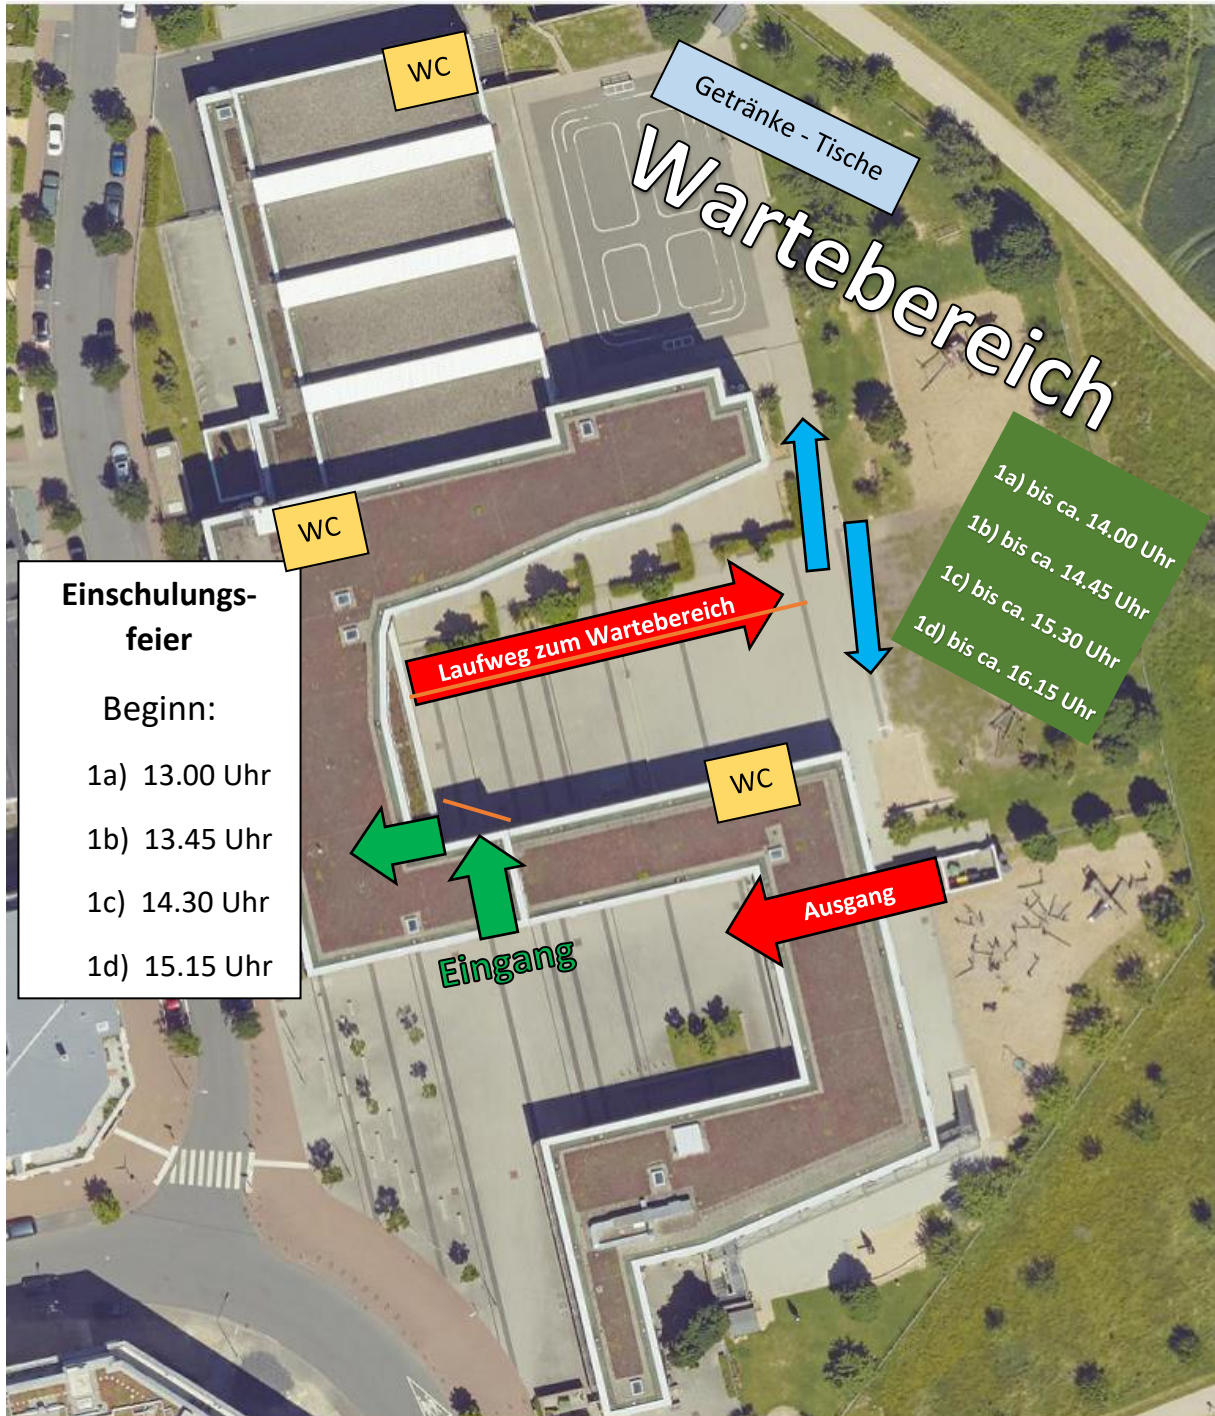 WC
Getränke - Tische
Wartebereich
1a) bis ca. 14.00 Uhr
1b) bis ca. 14.45 Uhr
1c) bis ca. 15.30 Uhr
1d) bis ca. 16.15 Uhr
WC
Einschulungs-
feier
Beginn:
1a) 13.00 Uhr
1b) 13.45 Uhr
1c) 14.30 Uhr
1d) 15.15 Uhr
Laufweg zum Wartebereich
WC
Ausgang
Eingang